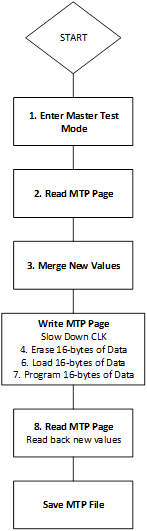 START
1. Enter Master Test
Mode
2. Read MTP Page
3. Merge New Values
Write MTP Page
Slow Down CLK
4. Erase 16-bytes of Data
6. Load 16-bytes of Data
7. Program 16-bytes of Data
8. Read MTP Page
Read back new values
Save MTP File